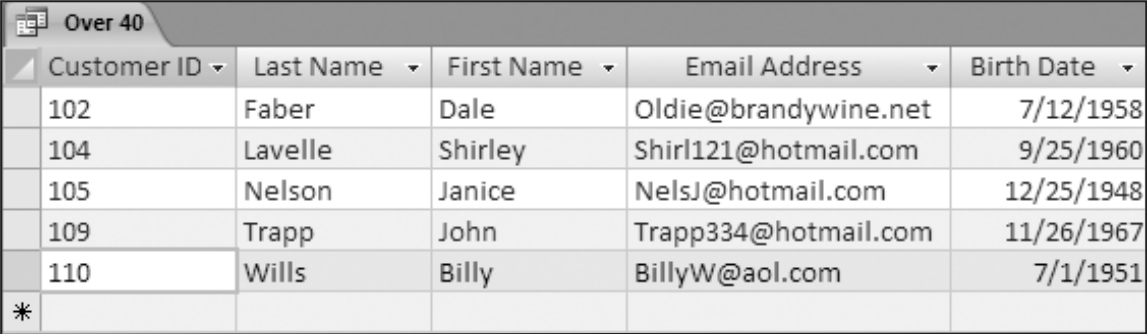 Over 40
Customer ID Last Name First Name Email Address Birth Date
102 Faber Dale Oldie@brandywine.net 7/12/1958
104 Lavelle Shirley Shirl121@hotmail.com 9/25/1960
105 Nelson Janice NelsJ@hotmail.com 12/25/1948
109 Trapp John Trapp334@hotmail.com 11/26/1967
110 Wills Billy BillyW@aol.com 7/1/1951
*